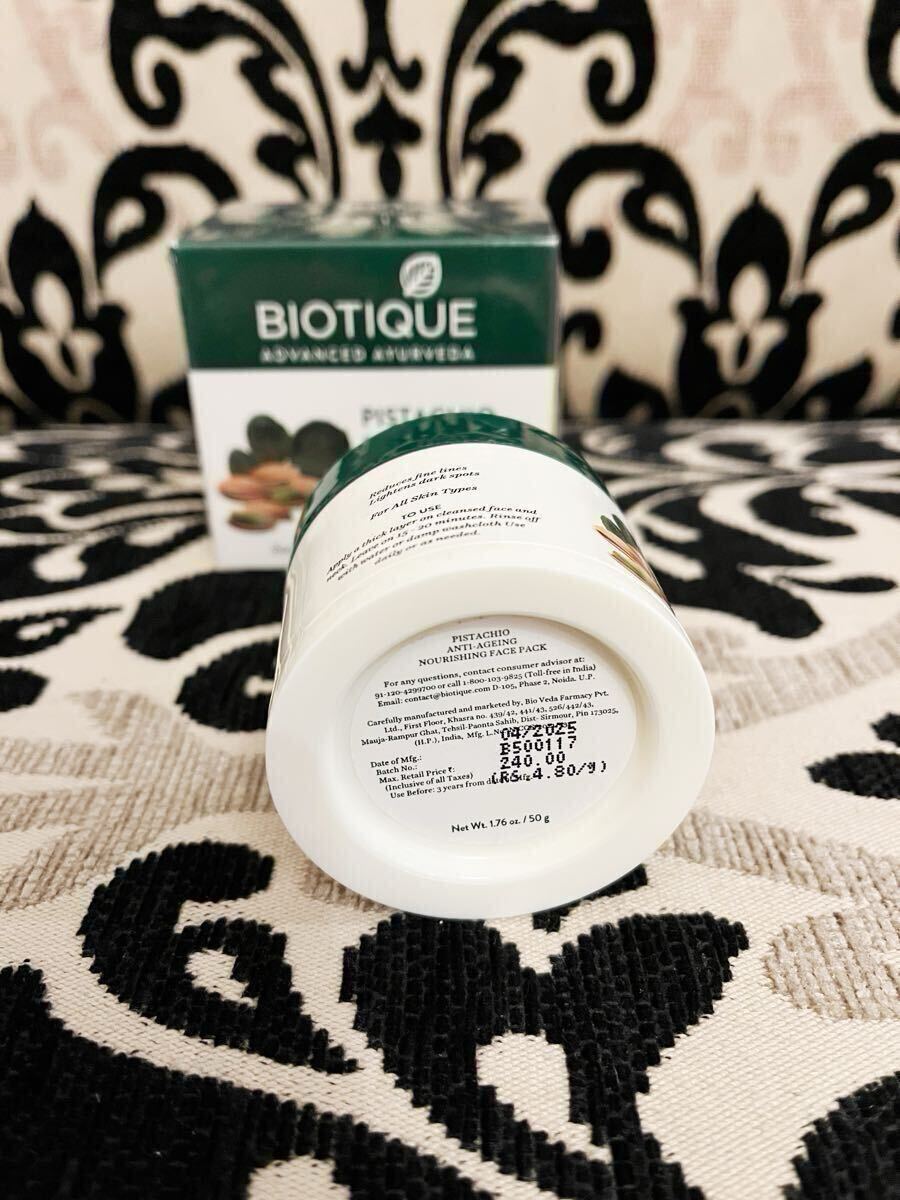 BIOTIQUE
ADVANCED AYURVEDA
PISTACHIO
Reduces fine lines
Lightens dark spots
For All Skin Types
TO USE
Apply a thick layer on cleansed face and
neck. Leave on 15 - 20 minutes. Rinse off
with water or damp washcloth Use
daily or as needed.
PISTACHIO
ANTI-AGEING
NOURISHING FACE PACK
For any questions, contact consumer advisor at:
91-120-4299700 or call 1-800-103-9825 (Toll-free in India)
Email: contact@biotique.com D-105, Phase 2, Noida. U.P.
Carefully manufactured and marketed by, Bio Veda Farmacy Pvt.
Ltd., First Floor, Khasra no. 439/42, 441/43, 526/442/43,
Mauja-Rampur Ghat, Tehsil-Paonta Sahib, Dist- Sirmour, Pin 173025,
(H.P.), India, Mfg. L.No.
Date of Mfg.: 04/2025
Batch No.: B500117
Max. Retail Price ₹: 240.00
(Inclusive of all Taxes) (RS 4.80/g)
Use Before: 3 years from
Net Wt. 1.76 oz. / 50 g